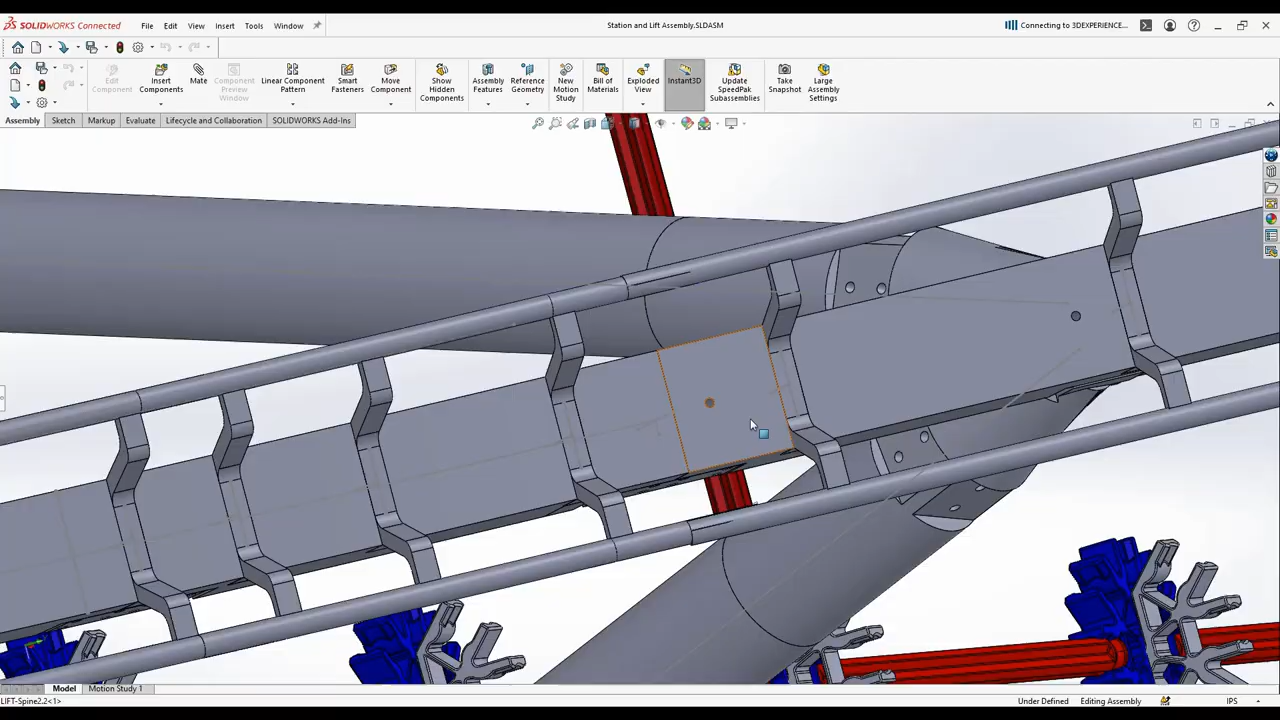 SOLIDWORKS Connected File Edit View Insert Tools Window Station and Lift Assembly.SLDASM Connecting to 3DEXPERIENCE...
Edit Component
Insert Components
Mate
Component Preview Window
Linear Component Pattern
Smart Fasteners
Move Component
Show Hidden Components
Assembly Features
Reference Geometry
New Motion Study
Bill of Materials
Exploded View
Instant3D
Update SpeedPak Subassemblies
Take Snapshot
Large Assembly Settings
Assembly Sketch Markup Evaluate Lifecycle and Collaboration SOLIDWORKS Add-Ins
Model Motion Study 1
LIFT-Spine2.2<1> Under Defined Editing Assembly IPS